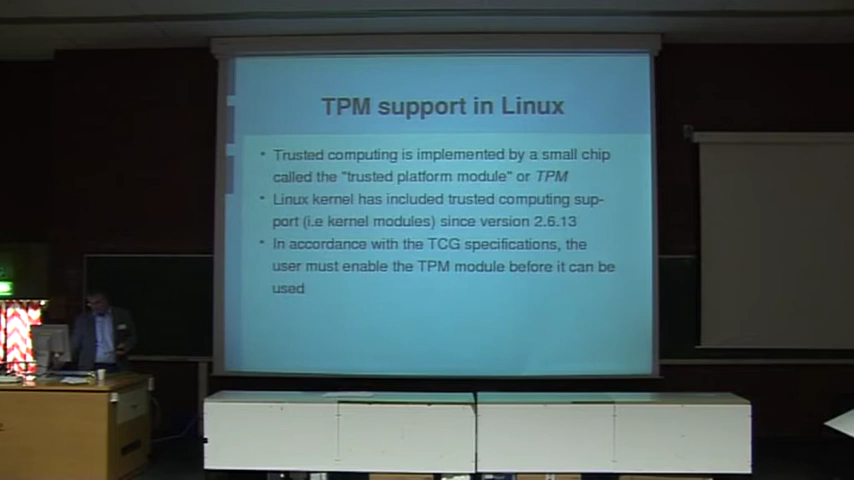 TPM support in Linux
• Trusted computing is implemented by a small chip
called the "trusted platform module" or TPM
• Linux kernel has included trusted computing sup-
port (i.e kernel modules) since version 2.6.13
• In accordance with the TCG specifications, the
user must enable the TPM module before it can be
used